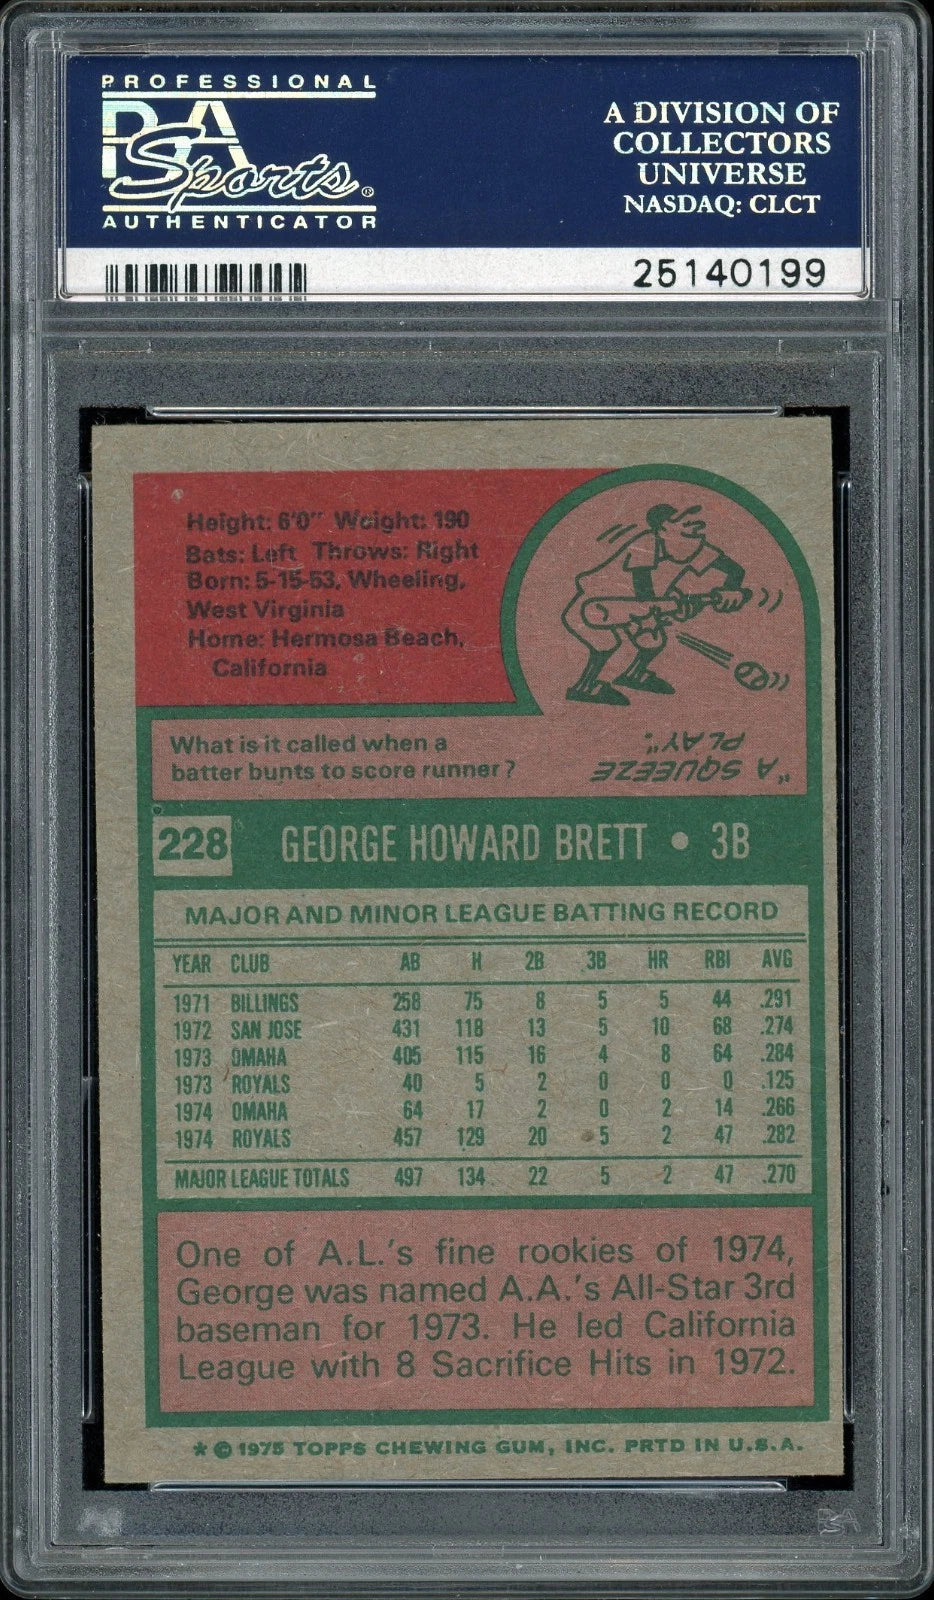 PROFESSIONAL
PSA
Sports®
AUTHENTICATOR
A DIVISION OF
COLLECTORS
UNIVERSE
NASDAQ: CLCT
25140199
Height: 6'0" Weight: 190
Bats: Left Throws: Right
Born: 5-15-53, Wheeling,
West Virginia
Home: Hermosa Beach,
California
What is it called when a
batter bunts to score runner?
"A SQUEEZE
PLAY".
228 GEORGE HOWARD BRETT • 3B
MAJOR AND MINOR LEAGUE BATTING RECORD
YEAR CLUB AB H 2B 3B HR RBI AVG
1971 BILLINGS 258 75 8 5 5 44 .291
1972 SAN JOSE 431 118 13 5 10 68 .274
1973 OMAHA 405 115 16 4 8 64 .284
1973 ROYALS 40 5 2 0 0 0 .125
1974 OMAHA 64 17 2 0 2 14 .266
1974 ROYALS 457 129 20 5 2 47 .282
MAJOR LEAGUE TOTALS 497 134 22 5 2 47 .270
One of A.L.'s fine rookies of 1974,
George was named A.A.'s All-Star 3rd
baseman for 1973. He led California
League with 8 Sacrifice Hits in 1972.
* © 1975 TOPPS CHEWING GUM, INC. PRTD IN U.S.A.
PSA